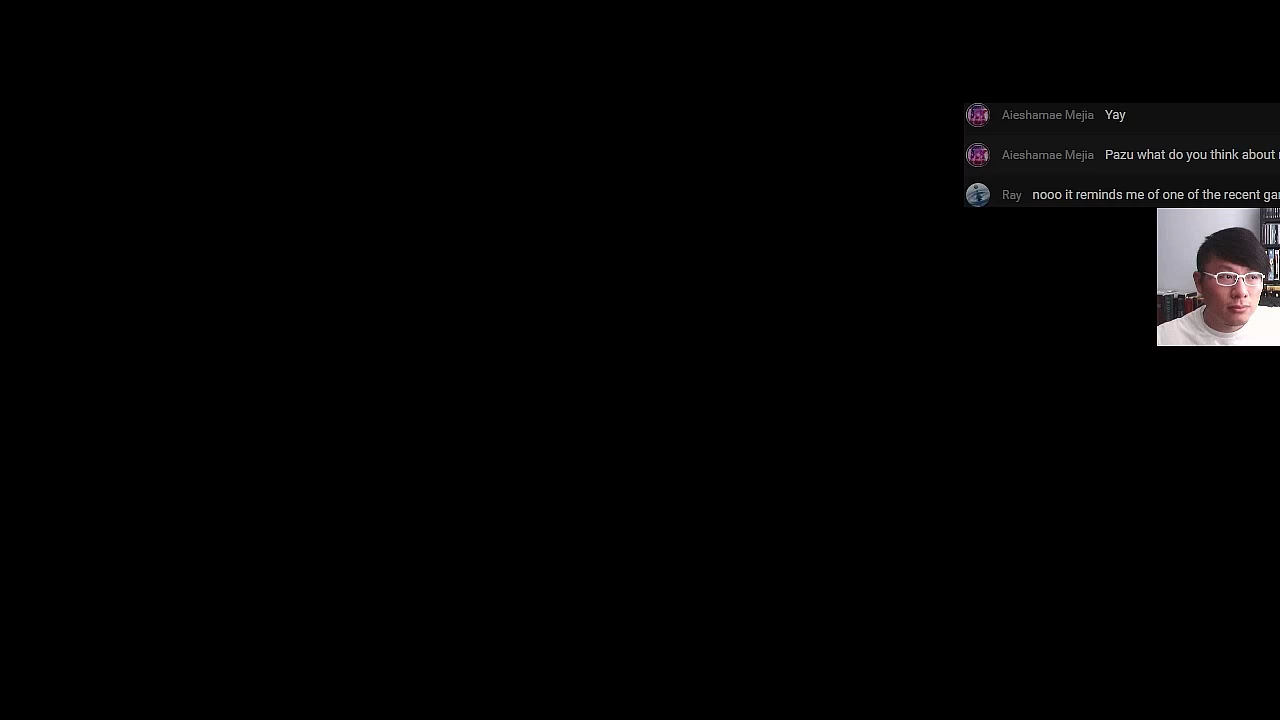 Aieshamae Mejia Yay
Aieshamae Mejia Pazu what do you think about
Ray nooo it reminds me of one of the recent